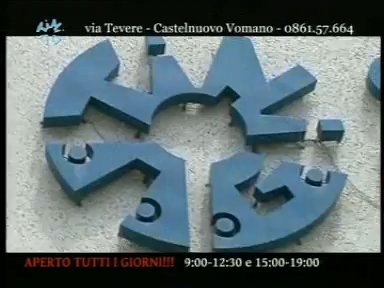 via Tevere - Castelnuovo Vomano - 0861.57.664
APERTO TUTTI I GIORNI!!! 9:00-12:30 e 15:00-19:00